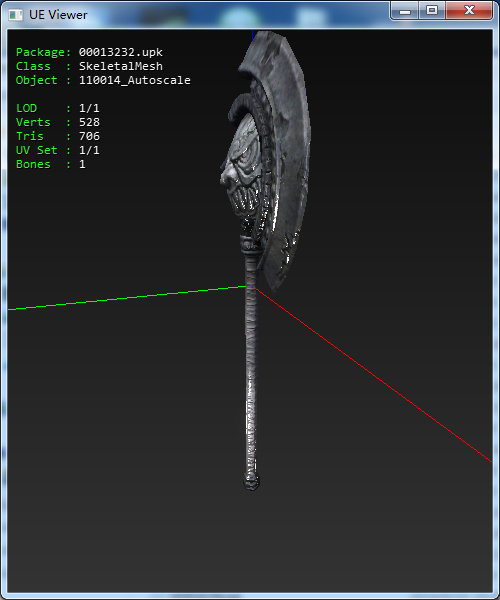 UE Viewer
Package: 00013232.upk
Class : SkeletalMesh
Object : 110014_Autoscale
LOD : 1/1
Verts : 528
Tris : 706
UV Set : 1/1
Bones : 1